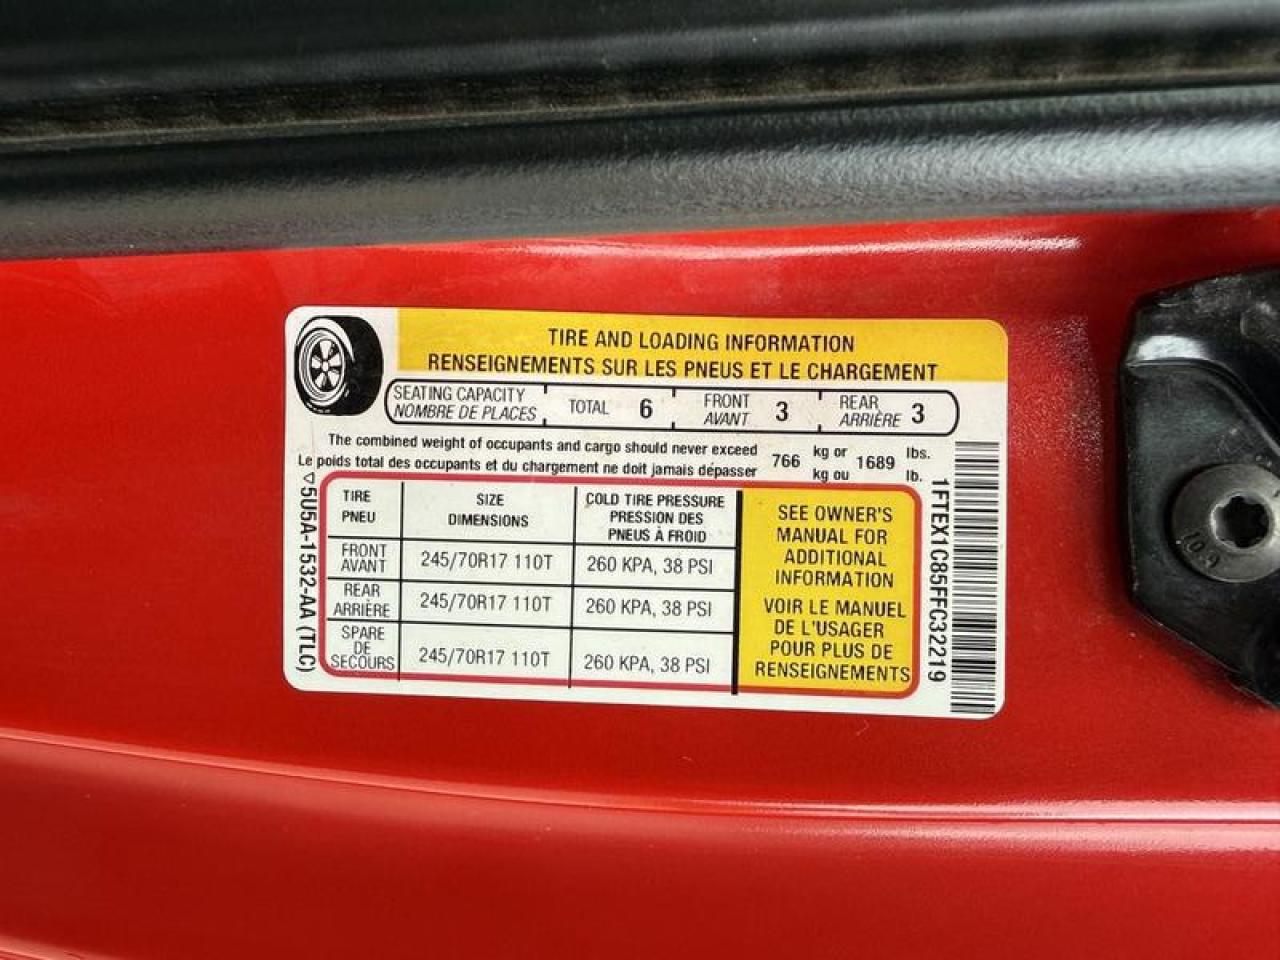 TIRE AND LOADING INFORMATION
RENSEIGNEMENTS SUR LES PNEUS ET LE CHARGEMENT
SEATING CAPACITY
NOMBRE DE PLACES
TOTAL 6
FRONT
AVANT 3
REAR
ARRIÈRE 3
The combined weight of occupants and cargo should never exceed 766 kg or 1689 lbs.
Le poids total des occupants et du chargement ne doit jamais dépasser kg ou lb.
TIRE
PNEU
SIZE
DIMENSIONS
COLD TIRE PRESSURE
PRESSION DES
PNEUS À FROID
FRONT
AVANT
245/70R17 110T
260 KPA, 38 PSI
REAR
ARRIÈRE
245/70R17 110T
260 KPA, 38 PSI
SPARE
DE
SECOURS
245/70R17 110T
260 KPA, 38 PSI
SEE OWNER'S
MANUAL FOR
ADDITIONAL
INFORMATION
VOIR LE MANUEL
DE L'USAGER
POUR PLUS DE
RENSEIGNEMENTS
5U5A-1532-AA (TLC)
1FTEX1C85FFC32219
10.9